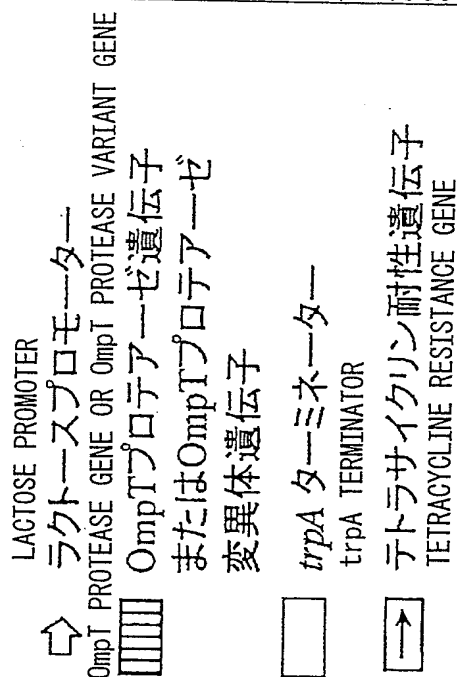 LACTOSE PROMOTER
ラクトースプロモーター
OmpT PROTEASE GENE OR OmpT PROTEASE VARIANT GENE
OmpTプロテアーゼ遺伝子
またはOmpTプロテアーゼ
変異体遺伝子
trpA ターミネーター
trpA TERMINATOR
テトラサイクリン耐性遺伝子
TETRACYCLINE RESISTANCE GENE